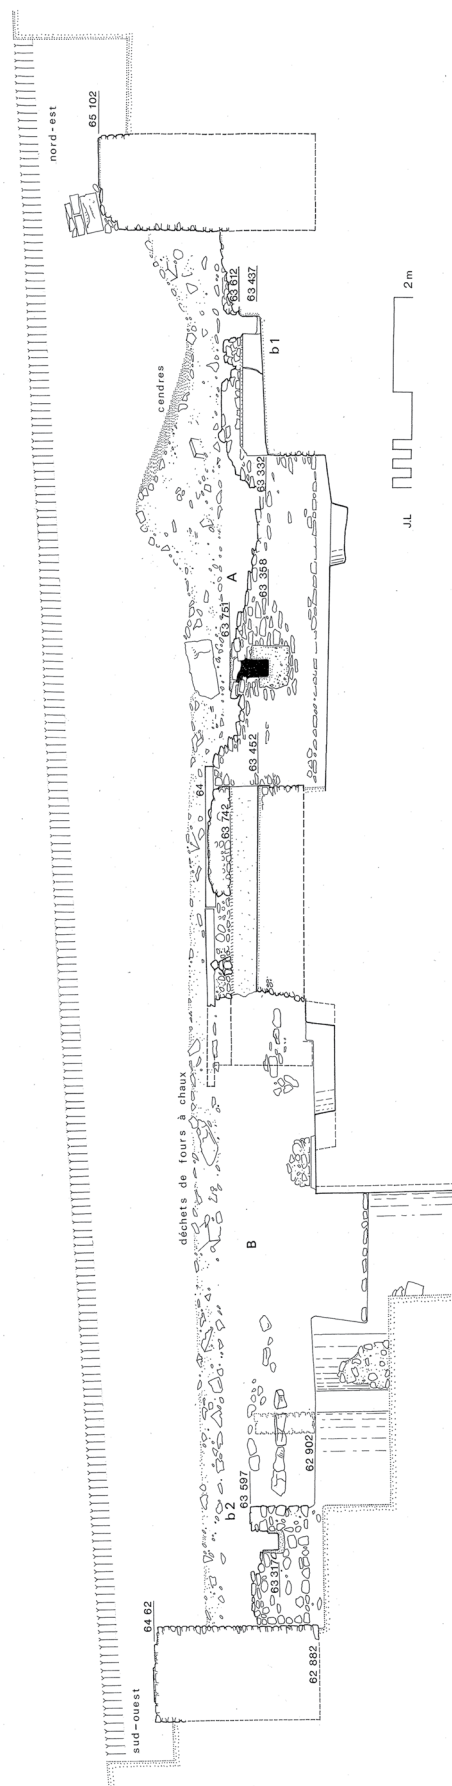 sud-ouest
64 62
62 882
63 317
b2
63 597
62 902
B
déchets de fours à chaux
64
63 742
63 452
63 751
A
63 358
63 332
cendres
b1
63 612
63 437
65 102
nord-est
J.L
2m